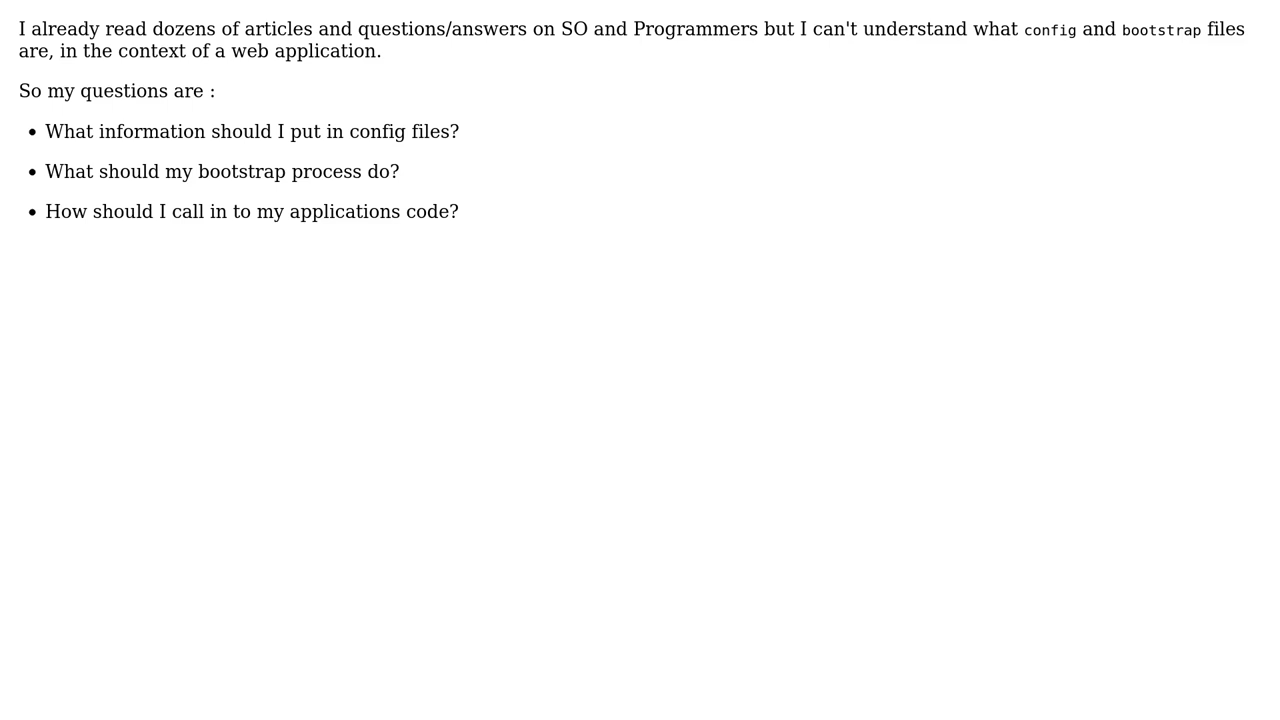 I already read dozens of articles and questions/answers on SO and Programmers but I can't understand what config and bootstrap files
are, in the context of a web application.
So my questions are :
• What information should I put in config files?
• What should my bootstrap process do?
• How should I call in to my applications code?